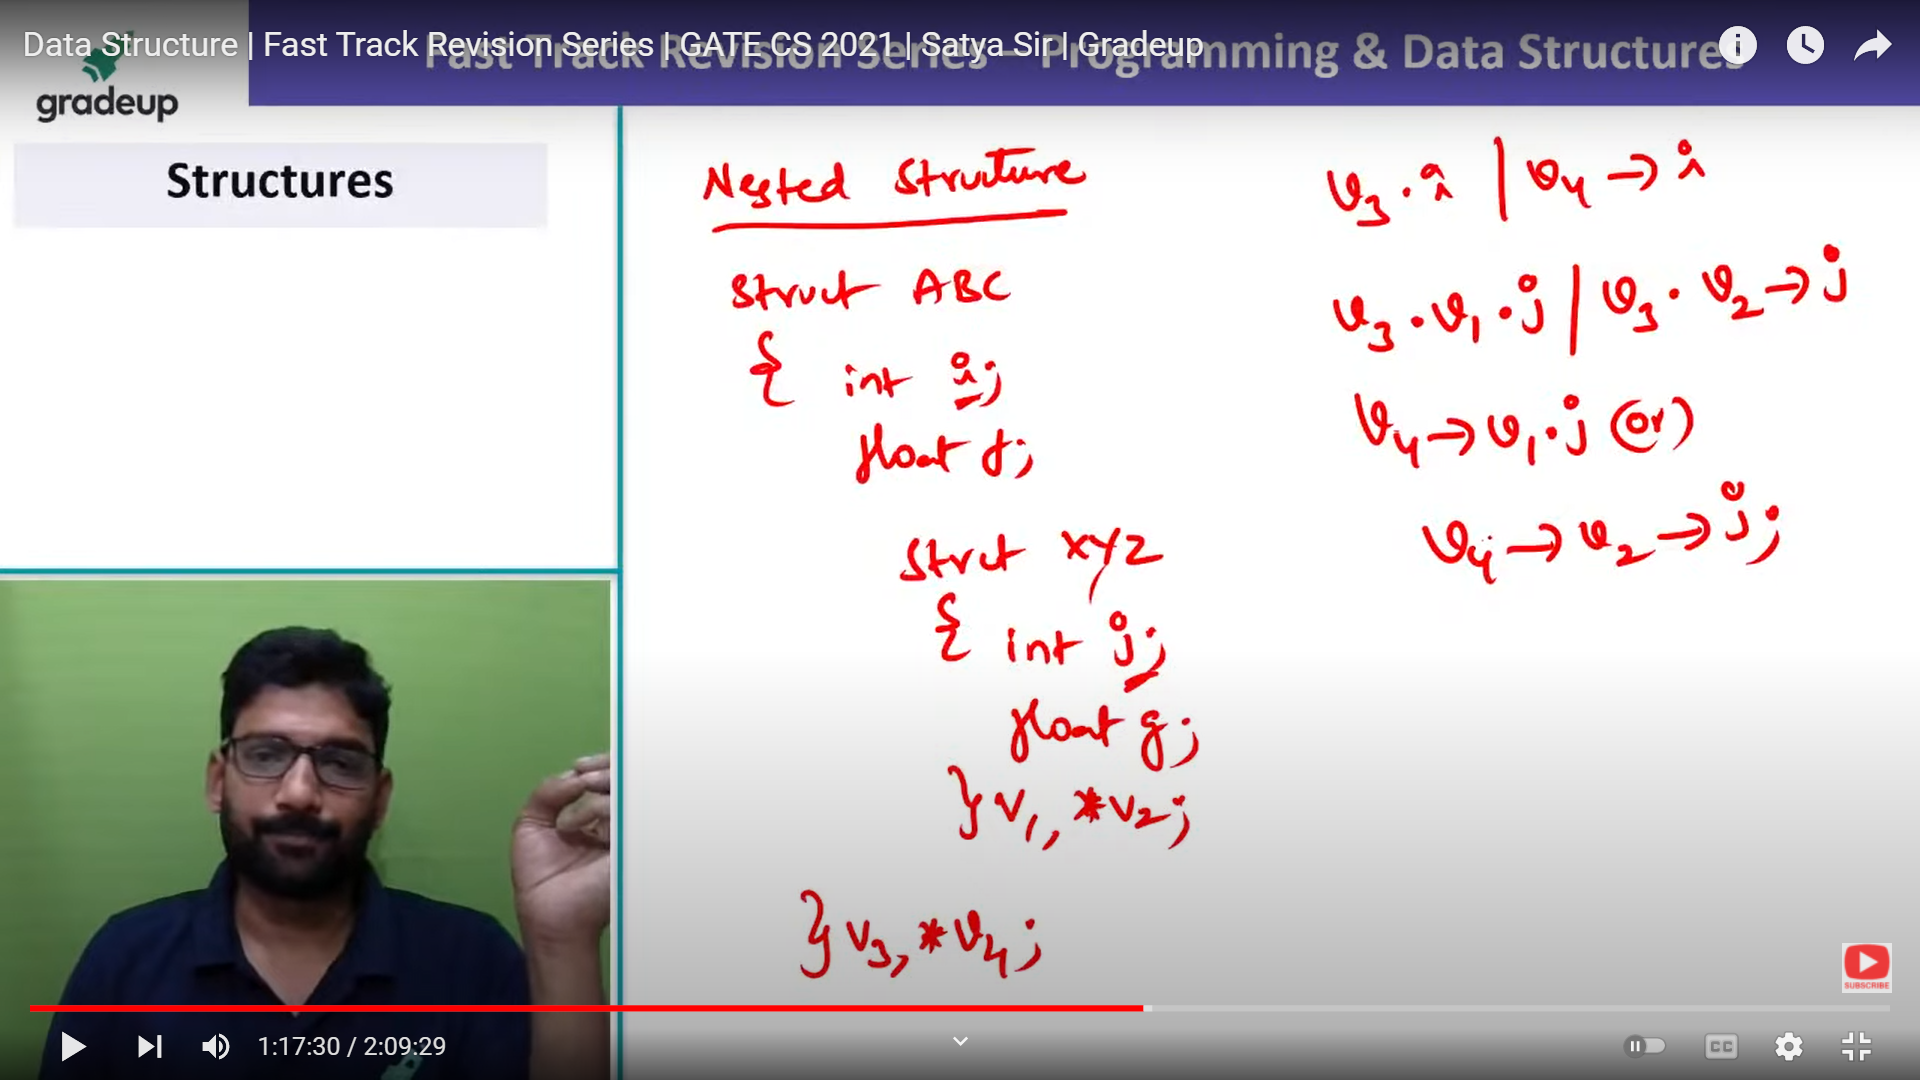 Data Structure | Fast Track Revision Series | GATE CS 2021 | Satya Sir | Gradeup
Fast Track Revision Series – Programming & Data Structures
gradeup
Structures
Nested Structure
Struct ABC
{ int i;
float f;
Struct XYZ
{ int j;
float g;
} V1, *V2;
} V3, *V4;
V3 . i | V4 → i
V3 . V1 . j | V3 . V2 → j
V4 → V1 . j (or)
V4 → V2 → j;
SUBSCRIBE
1:17:30 / 2:09:29
CC